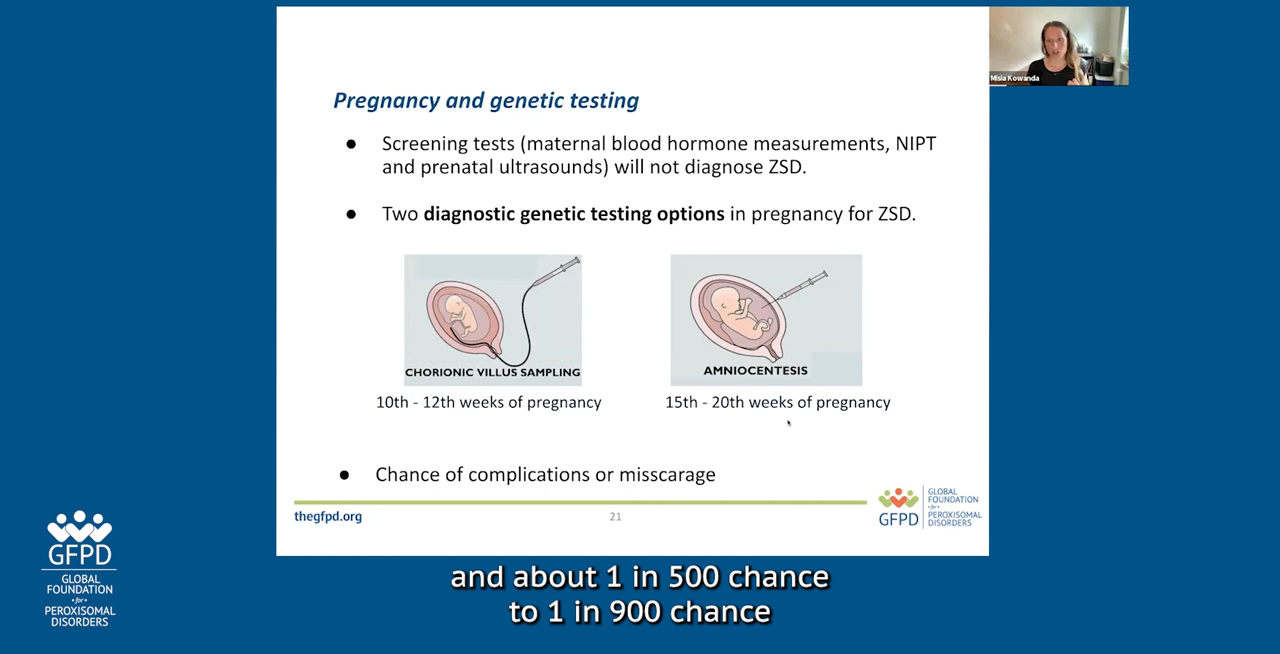 Misia Kowanda
Pregnancy and genetic testing
● Screening tests (maternal blood hormone measurements, NIPT
and prenatal ultrasounds) will not diagnose ZSD.
● Two diagnostic genetic testing options in pregnancy for ZSD.
CHORIONIC VILLUS SAMPLING
AMNIOCENTESIS
10th - 12th weeks of pregnancy
15th - 20th weeks of pregnancy
● Chance of complications or misscarage
thegfpd.org
21
GFPD
GLOBAL
FOUNDATION
for
PEROXISOMAL
DISORDERS
GFPD
GLOBAL
FOUNDATION
for
PEROXISOMAL
DISORDERS
and about 1 in 500 chance
to 1 in 900 chance